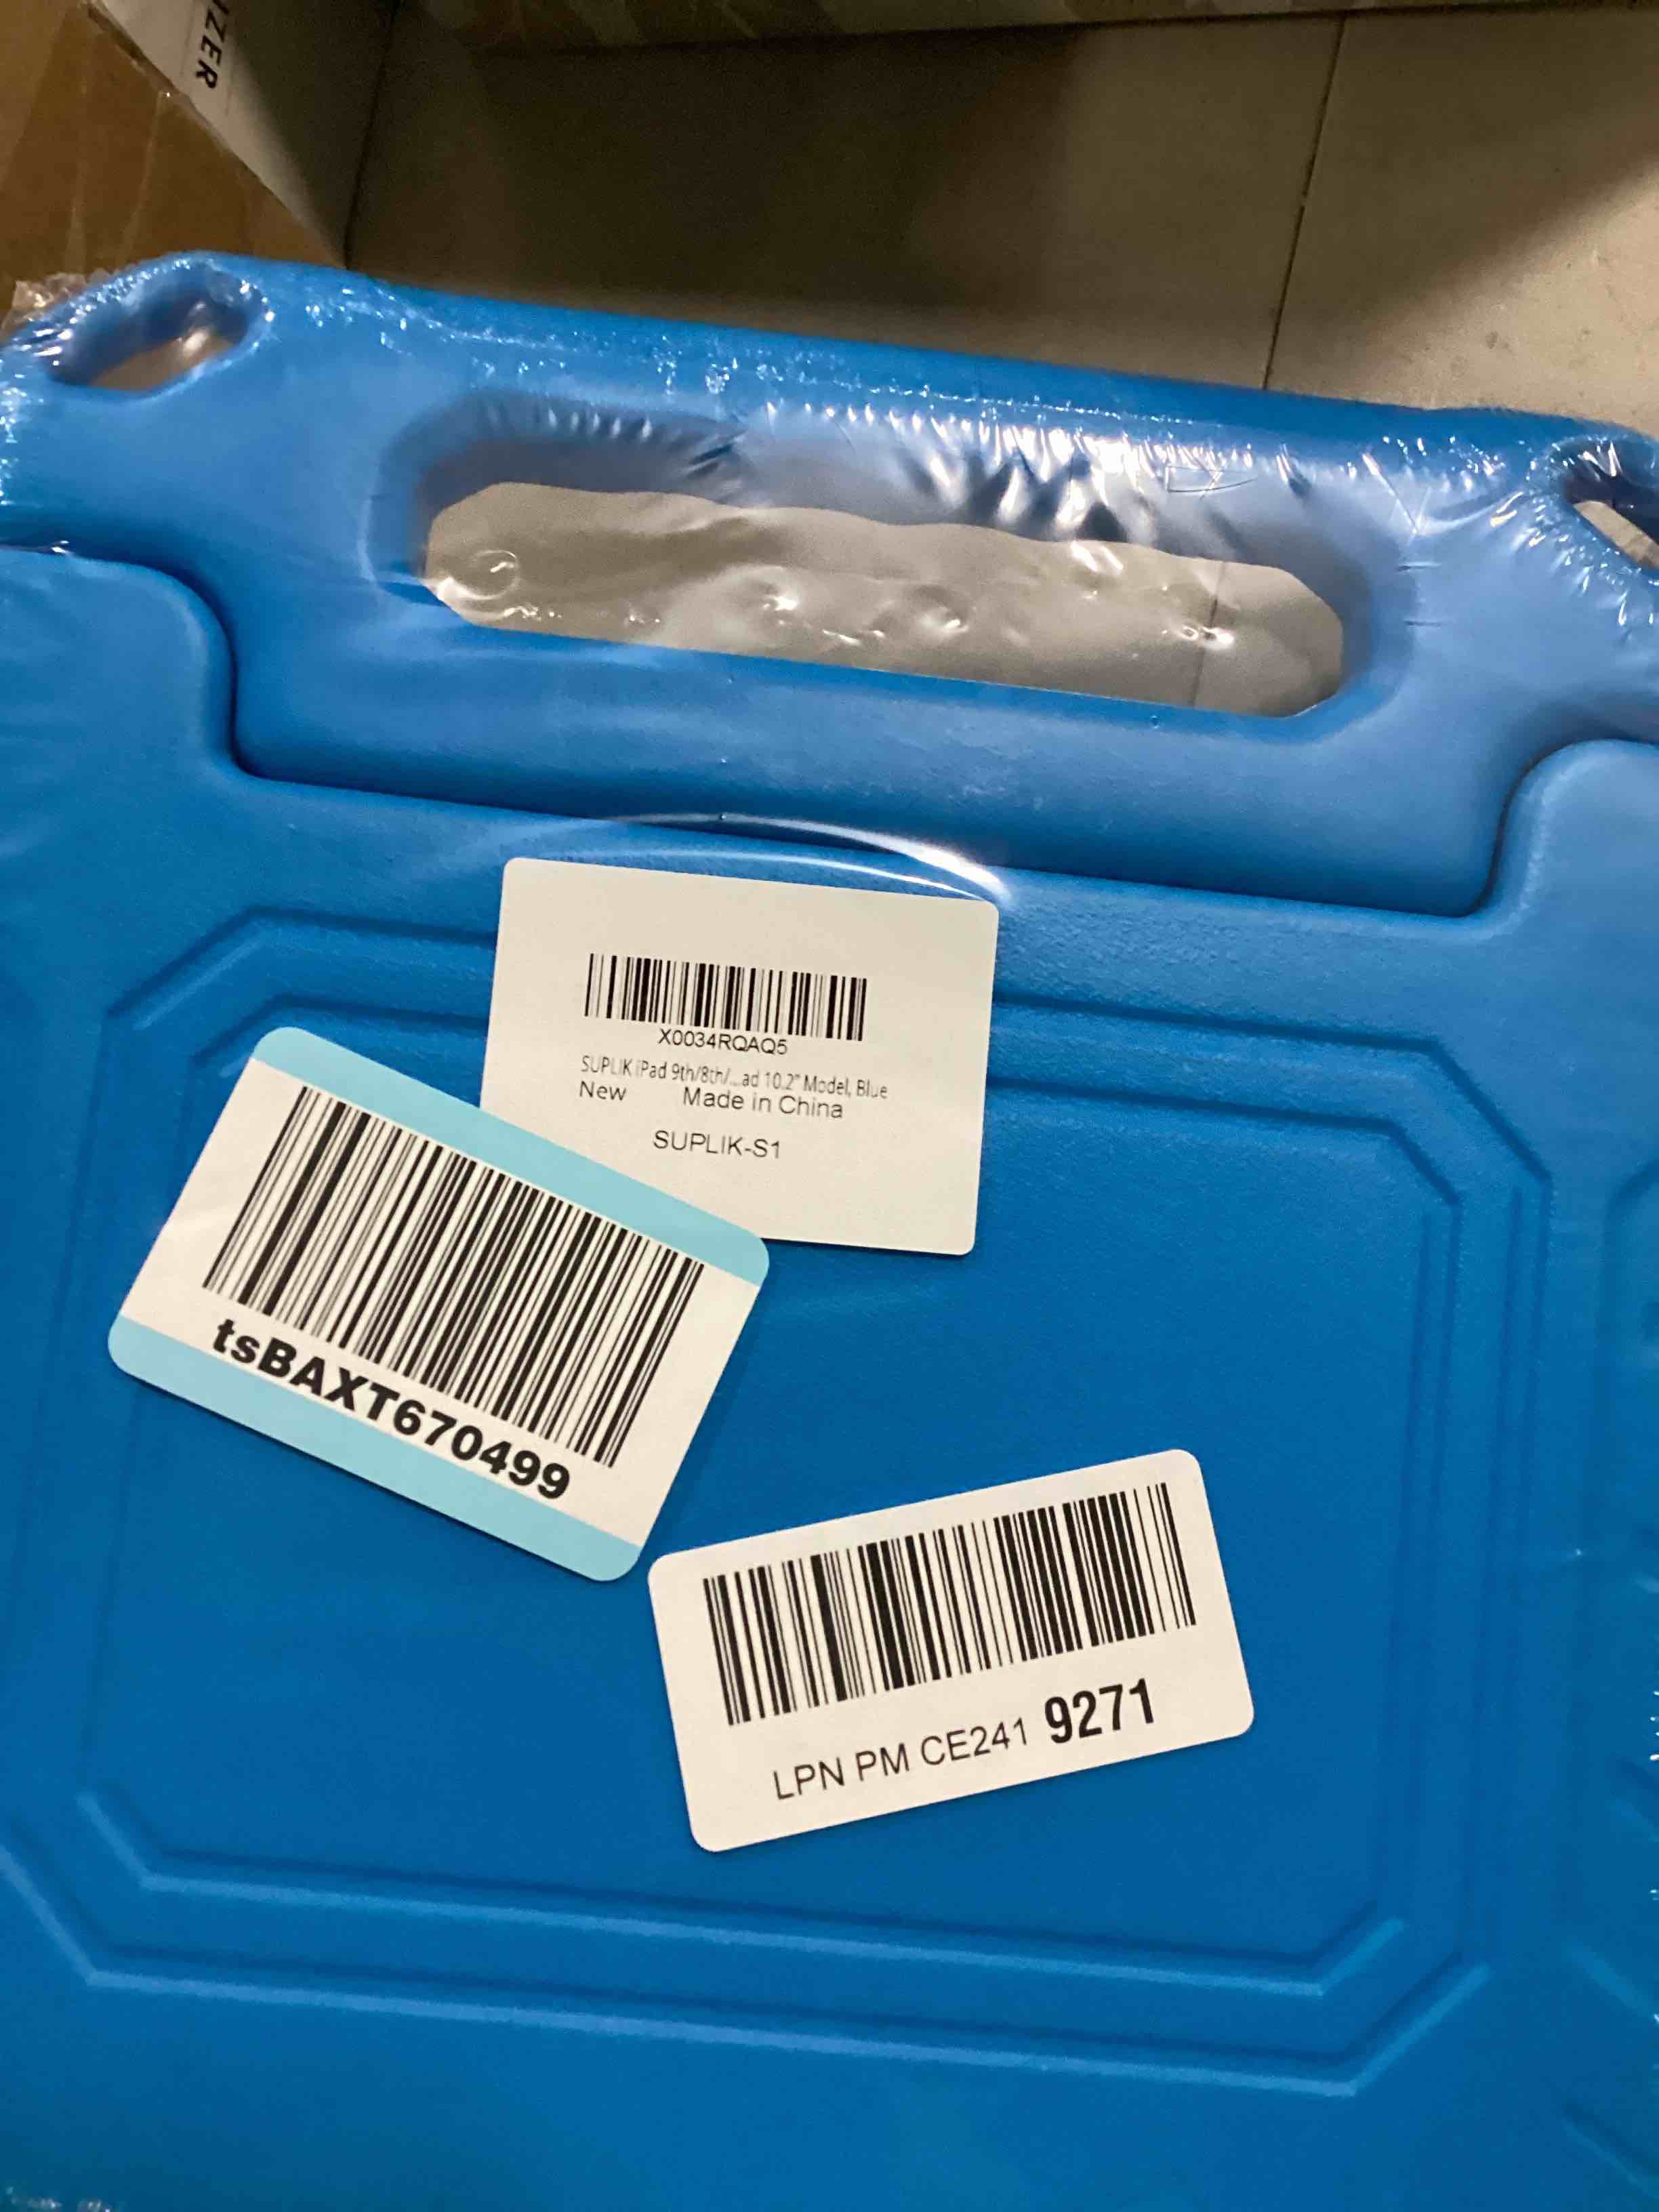 UZER
X0034RQAQ5
SUPLIK iPad 9th/8th/...ad 10.2" Model, Blue
New Made in China
SUPLIK-S1
tsBAXT670499
LPN PM CE241 9271